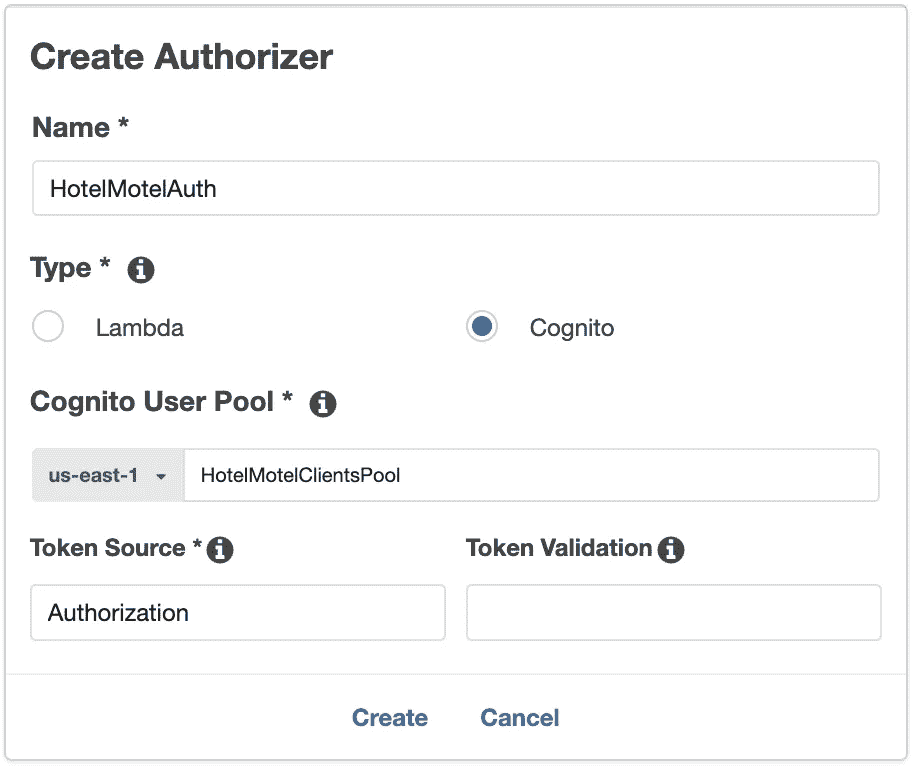 Create Authorizer
Name *
HotelMotelAuth
Type *
Lambda Cognito
Cognito User Pool *
us-east-1 HotelMotelClientsPool
Token Source * Token Validation
Authorization
Create Cancel